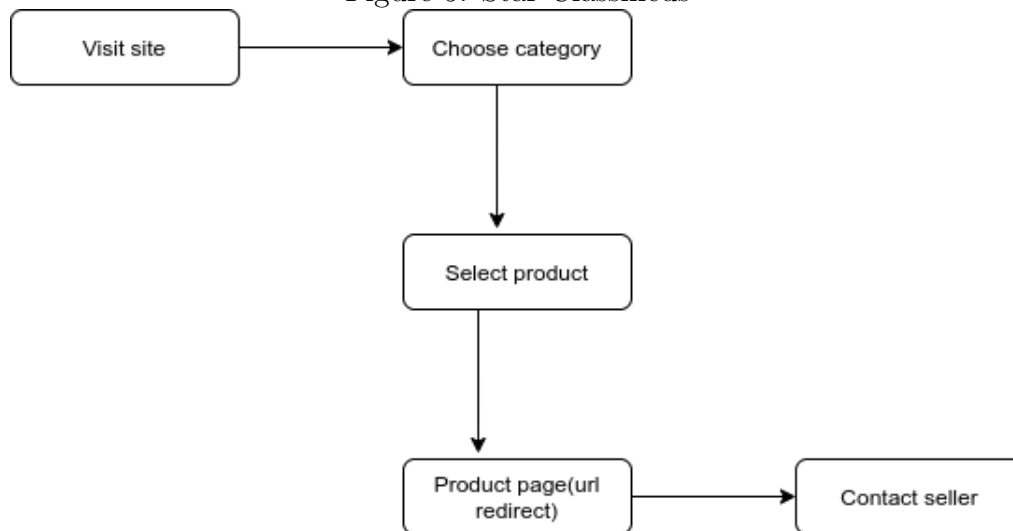 Visit site
Choose category
Select product
Product page(url
redirect)
Contact seller